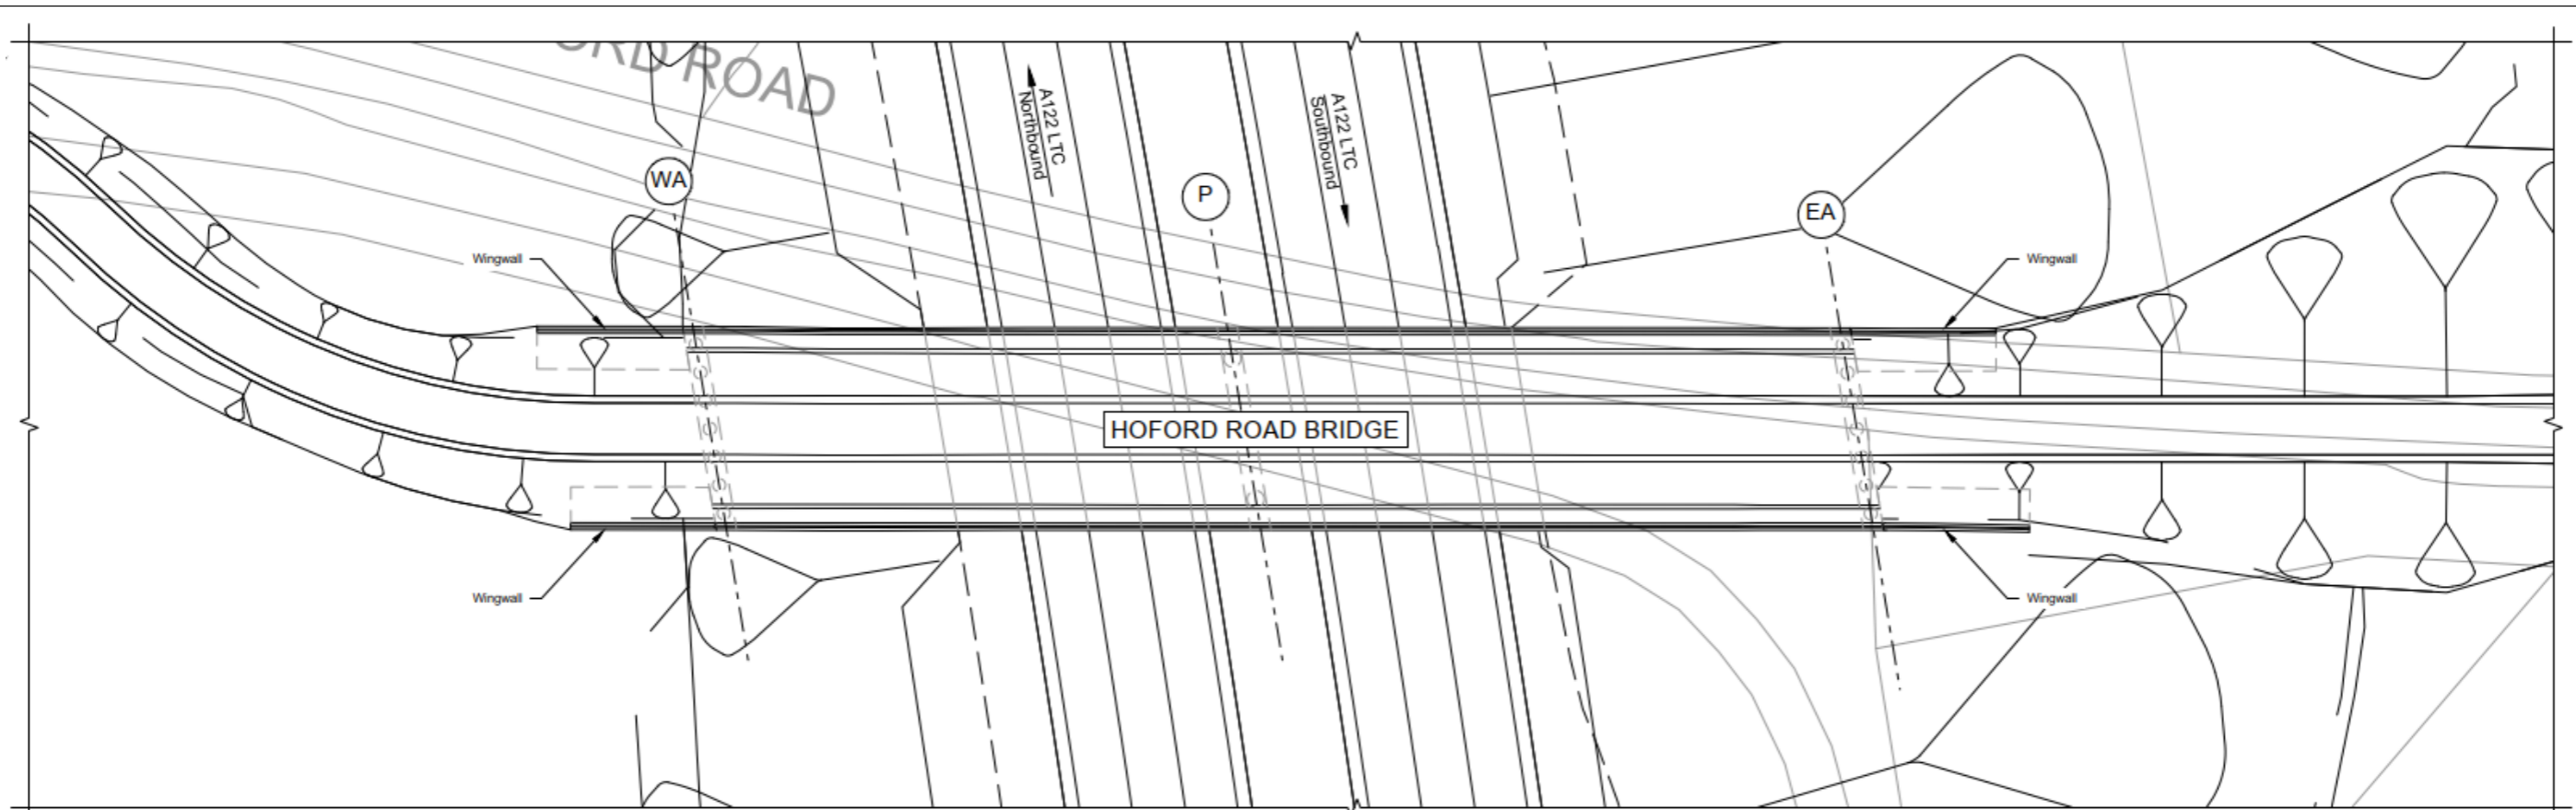 ORD ROAD
A122 LTC
Northbound
A122 LTC
Southbound
WA
P
EA
Wingwall
Wingwall
HOFORD ROAD BRIDGE
Wingwall
Wingwall